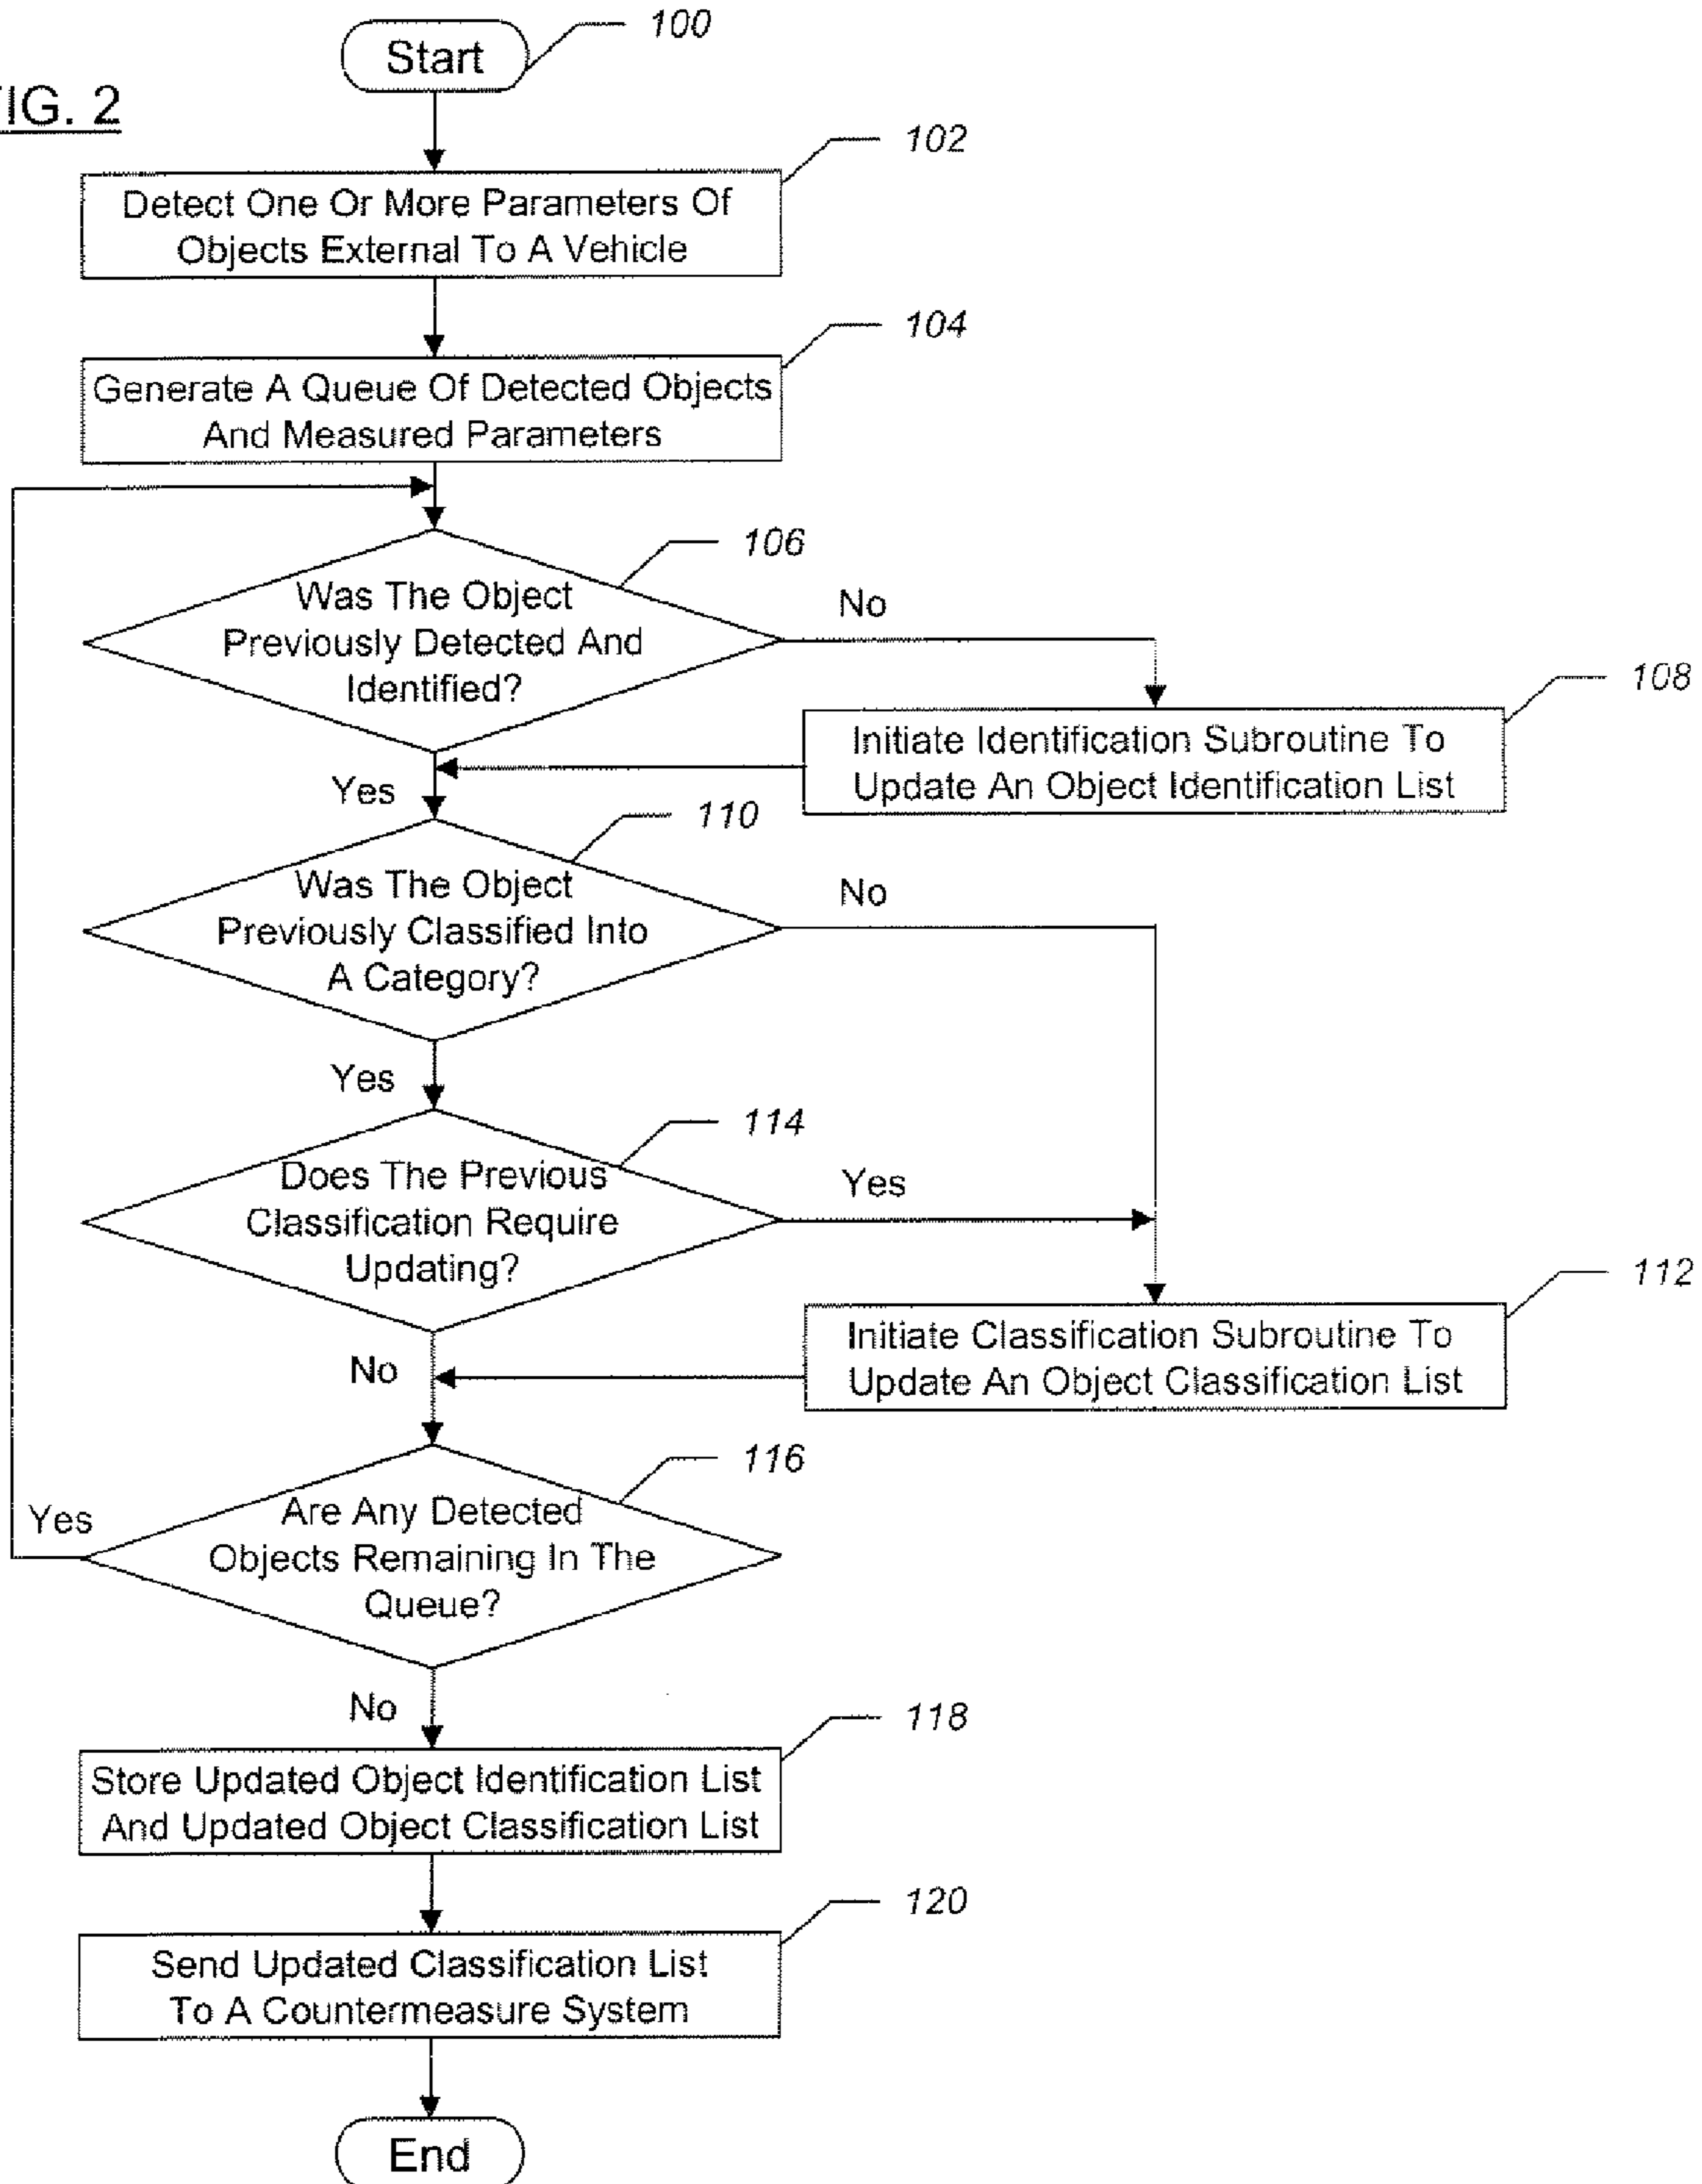 100
Start
FIG. 2
102
Detect One Or More Parameters Of
Objects External To A Vehicle
104
Generate A Queue Of Detected Objects
And Measured Parameters
106
Was The Object
Previously Detected And
Identified?
No
108
Initiate Identification Subroutine To
Update An Object Identification List
Yes
110
Was The Object
Previously Classified Into
A Category?
No
Yes
114
Does The Previous
Classification Require
Updating?
Yes
112
Initiate Classification Subroutine To
Update An Object Classification List
No
116
Are Any Detected
Objects Remaining In The
Queue?
Yes
No
118
Store Updated Object Identification List
And Updated Object Classification List
120
Send Updated Classification List
To A Countermeasure System
End